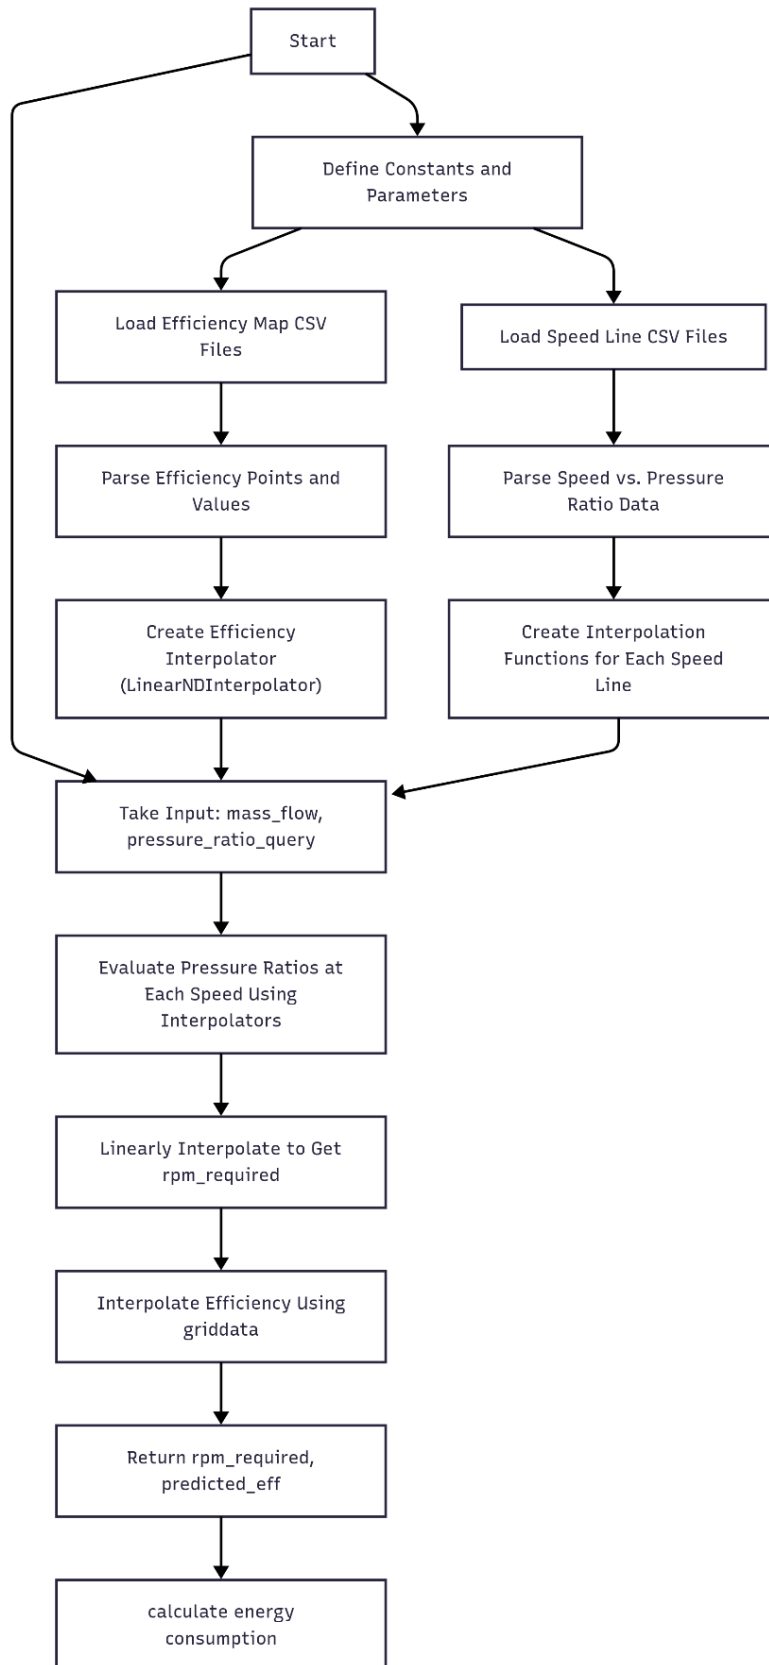 Start
Define Constants and
Parameters
Load Efficiency Map CSV
Files
Load Speed Line CSV Files
Parse Efficiency Points and
Values
Parse Speed vs. Pressure
Ratio Data
Create Efficiency
Interpolator
(LinearNDInterpolator)
Create Interpolation
Functions for Each Speed
Line
Take Input: mass_flow,
pressure_ratio_query
Evaluate Pressure Ratios at
Each Speed Using
Interpolators
Linearly Interpolate to Get
rpm_required
Interpolate Efficiency Using
griddata
Return rpm_required,
predicted_eff
calculate energy
consumption